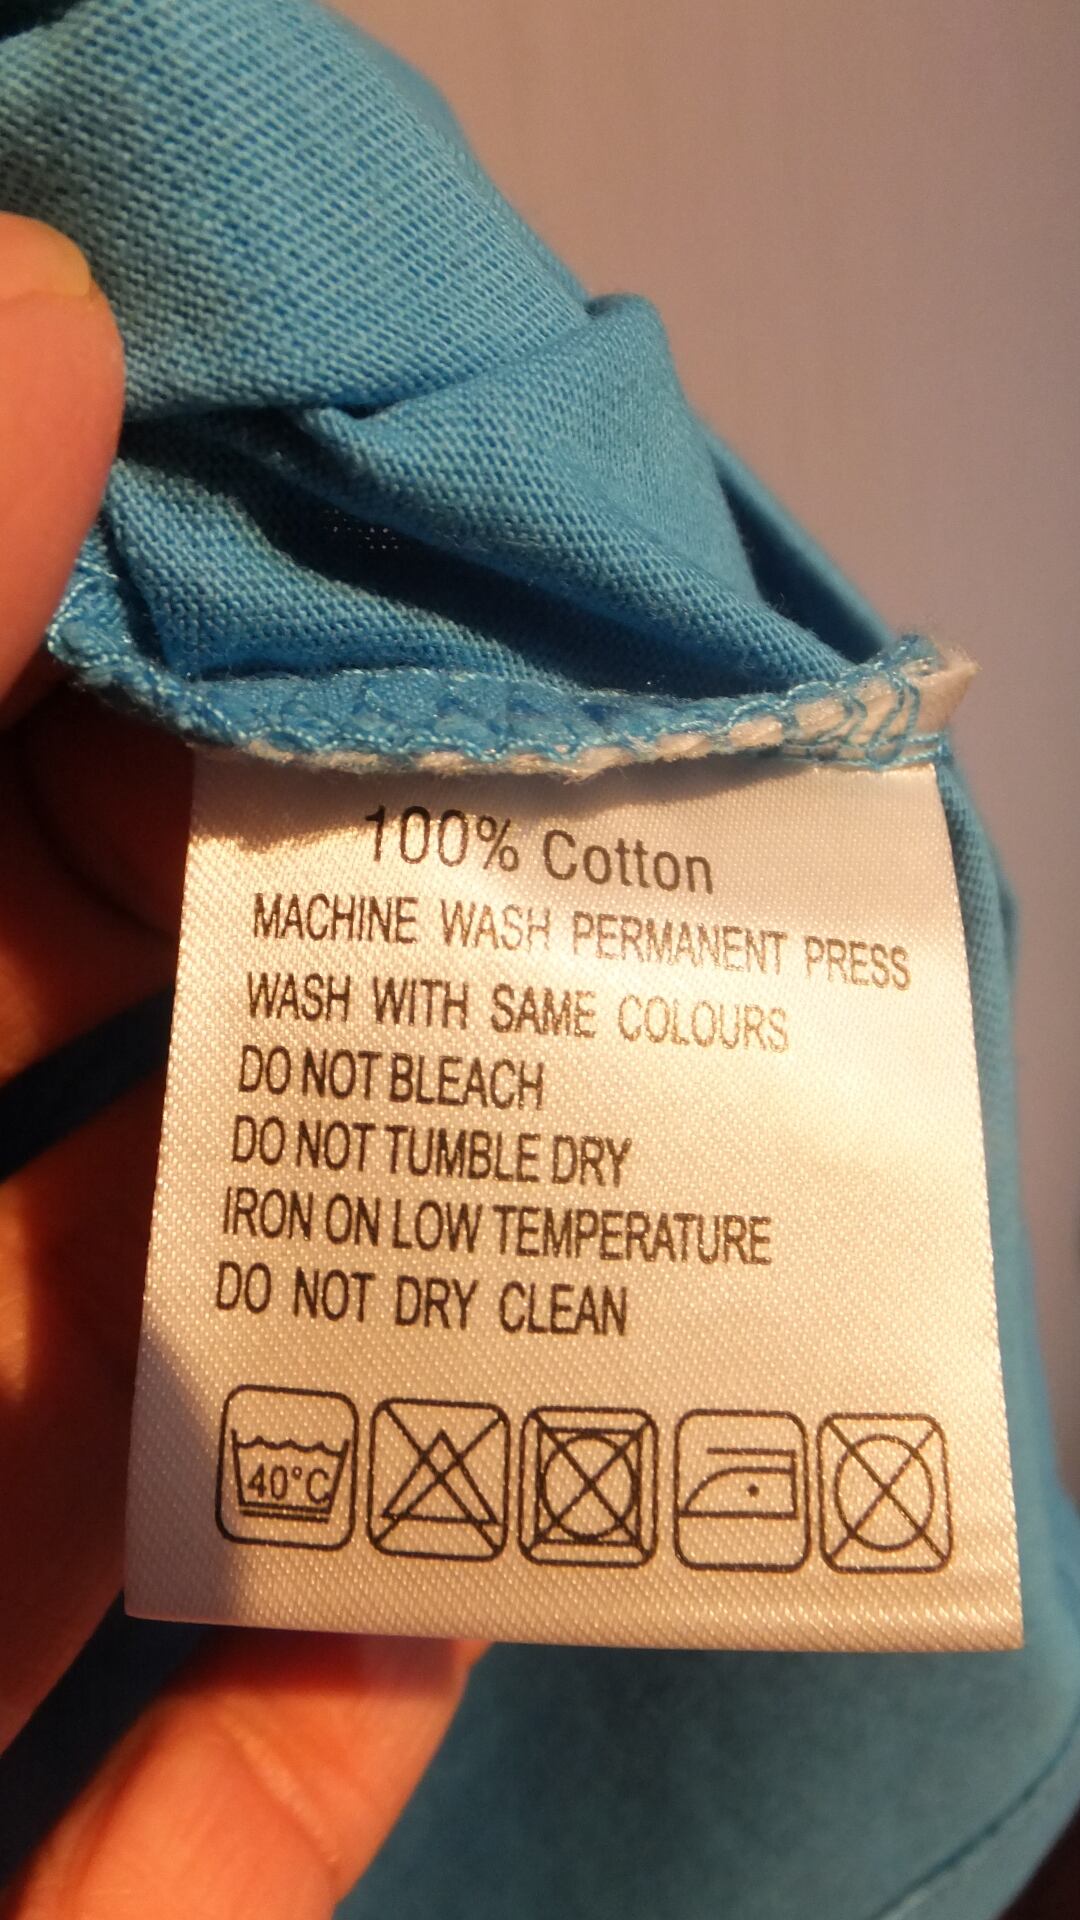 100% Cotton
MACHINE WASH PERMANENT PRESS
WASH WITH SAME COLOURS
DO NOT BLEACH
DO NOT TUMBLE DRY
IRON ON LOW TEMPERATURE
DO NOT DRY CLEAN
40°C